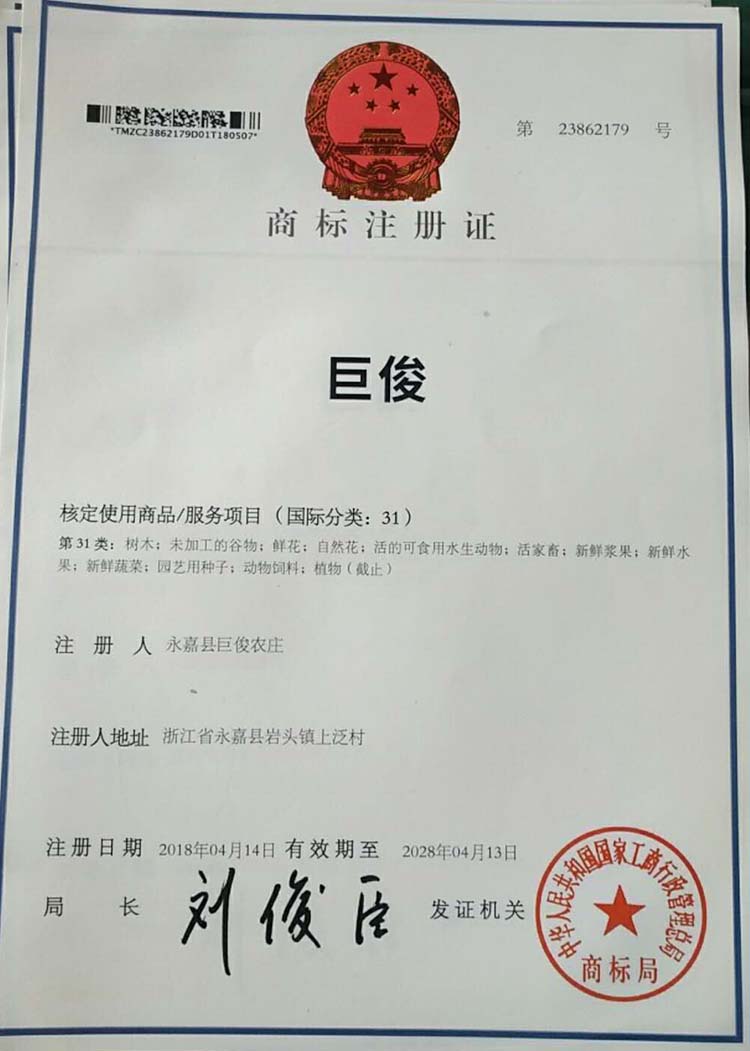 *TMZC23862179D01T180507*
第 23862179 号
商标注册证
巨俊
核定使用商品/服务项目（国际分类：31）
第31类：树木；未加工的谷物；鲜花；自然花；活的可食用水生动物；活家畜；新鲜浆果；新鲜水
果；新鲜蔬菜；园艺用种子；动物饲料；植物（截止）
注册人 永嘉县巨俊农庄
注册人地址 浙江省永嘉县岩头镇上泛村
注册日期 2018年04月14日 有效期至 2028年04月13日
局长 刘俊臣 发证机关
中华人民共和国国家工商行政管理总局
商标局